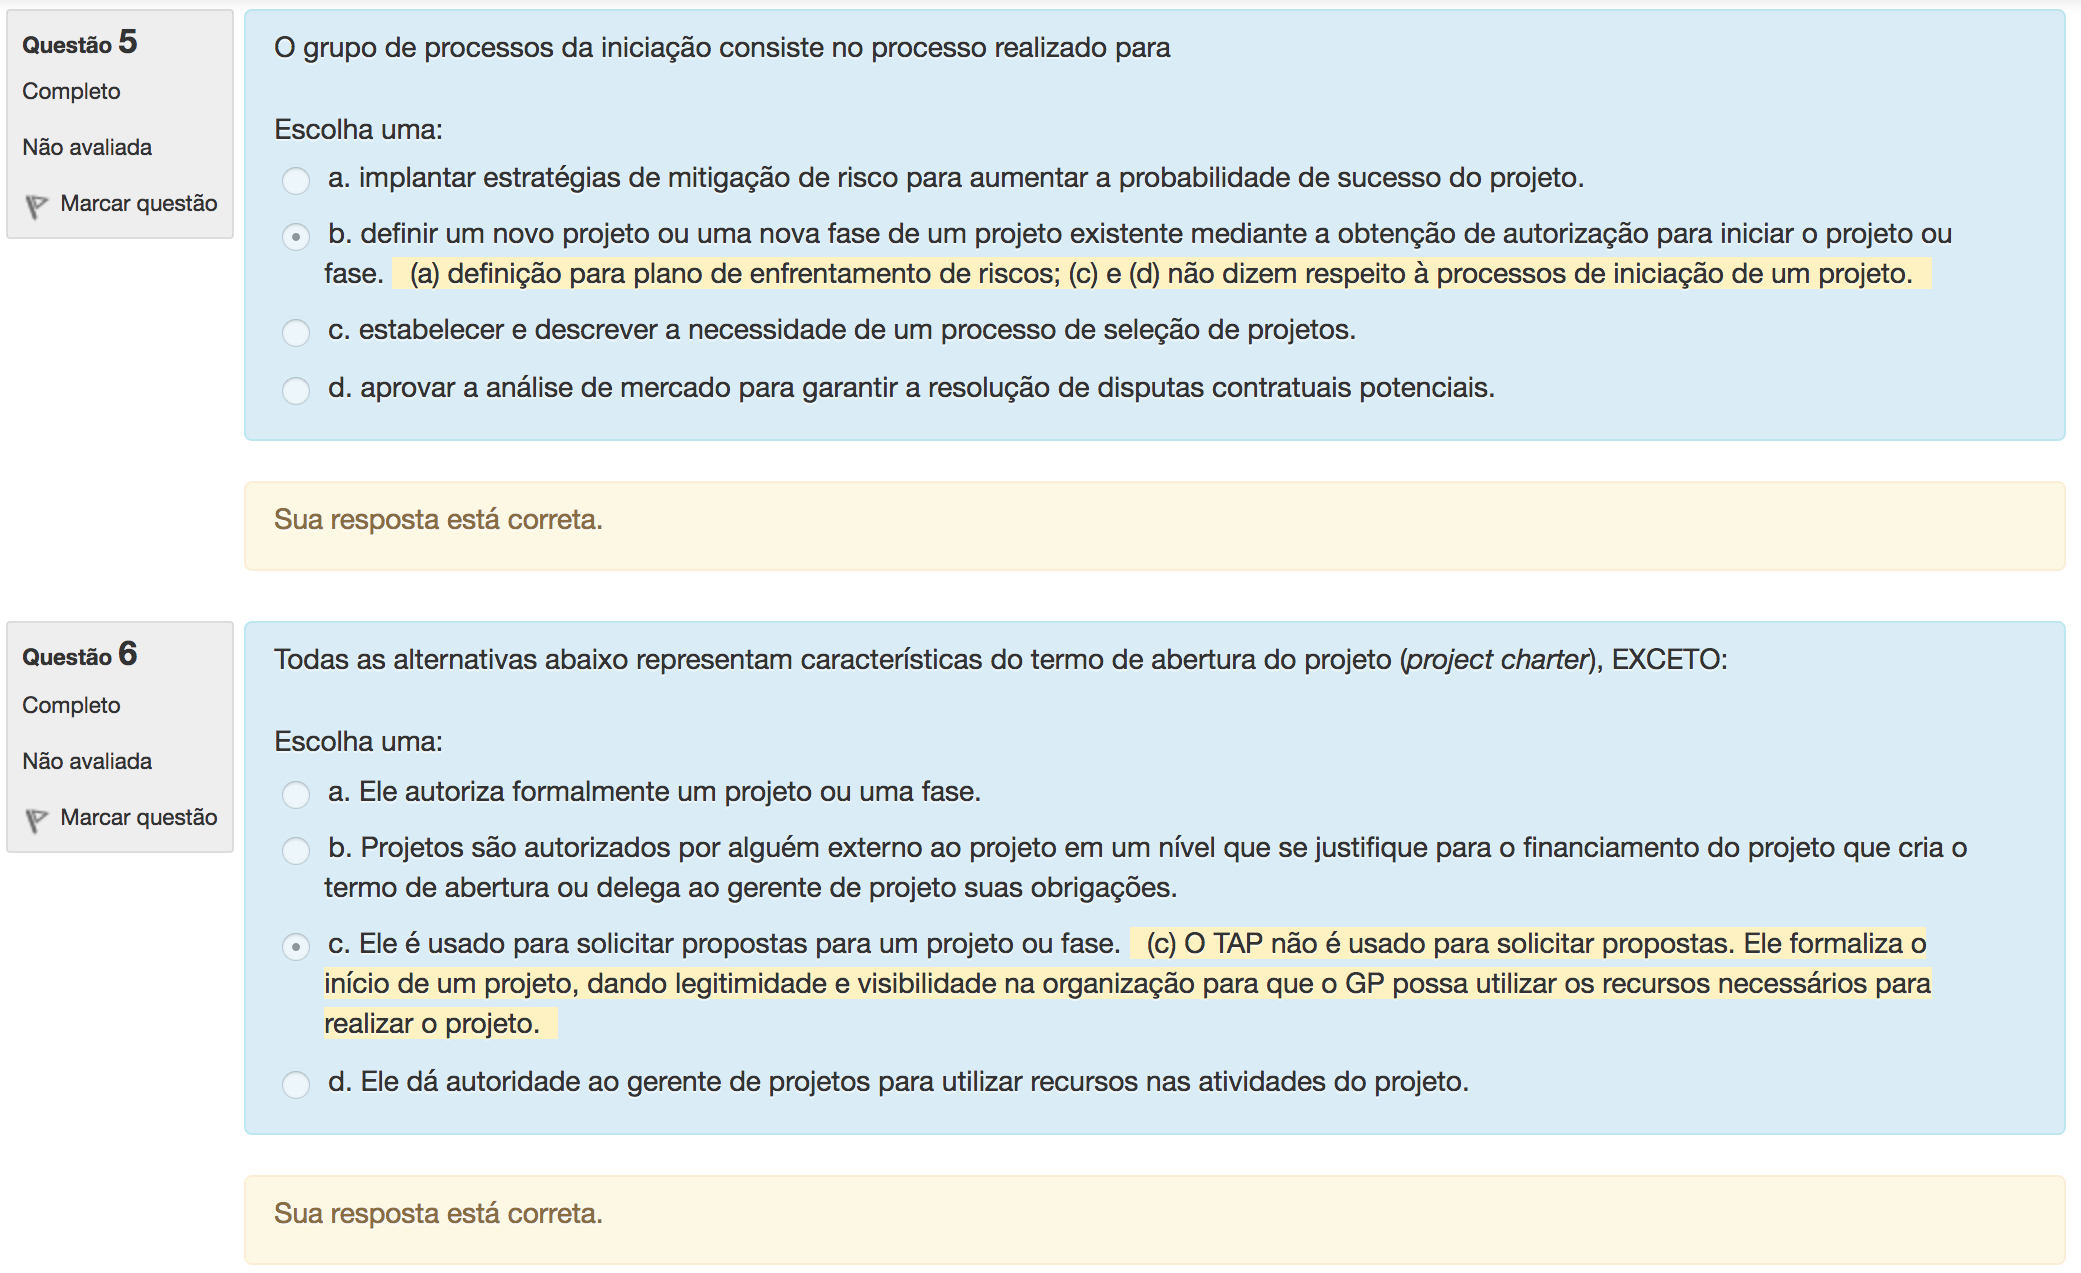 Questão 5
Completo
Não avaliada
Marcar questão
O grupo de processos da iniciação consiste no processo realizado para
Escolha uma:
a. implantar estratégias de mitigação de risco para aumentar a probabilidade de sucesso do projeto.
b. definir um novo projeto ou uma nova fase de um projeto existente mediante a obtenção de autorização para iniciar o projeto ou
fase. (a) definição para plano de enfrentamento de riscos; (c) e (d) não dizem respeito à processos de iniciação de um projeto.
c. estabelecer e descrever a necessidade de um processo de seleção de projetos.
d. aprovar a análise de mercado para garantir a resolução de disputas contratuais potenciais.
Sua resposta está correta.
Questão 6
Completo
Não avaliada
Marcar questão
Todas as alternativas abaixo representam características do termo de abertura do projeto (project charter), EXCETO:
Escolha uma:
a. Ele autoriza formalmente um projeto ou uma fase.
b. Projetos são autorizados por alguém externo ao projeto em um nível que se justifique para o financiamento do projeto que cria o
termo de abertura ou delega ao gerente de projeto suas obrigações.
c. Ele é usado para solicitar propostas para um projeto ou fase. (c) O TAP não é usado para solicitar propostas. Ele formaliza o
início de um projeto, dando legitimidade e visibilidade na organização para que o GP possa utilizar os recursos necessários para
realizar o projeto.
d. Ele dá autoridade ao gerente de projetos para utilizar recursos nas atividades do projeto.
Sua resposta está correta.